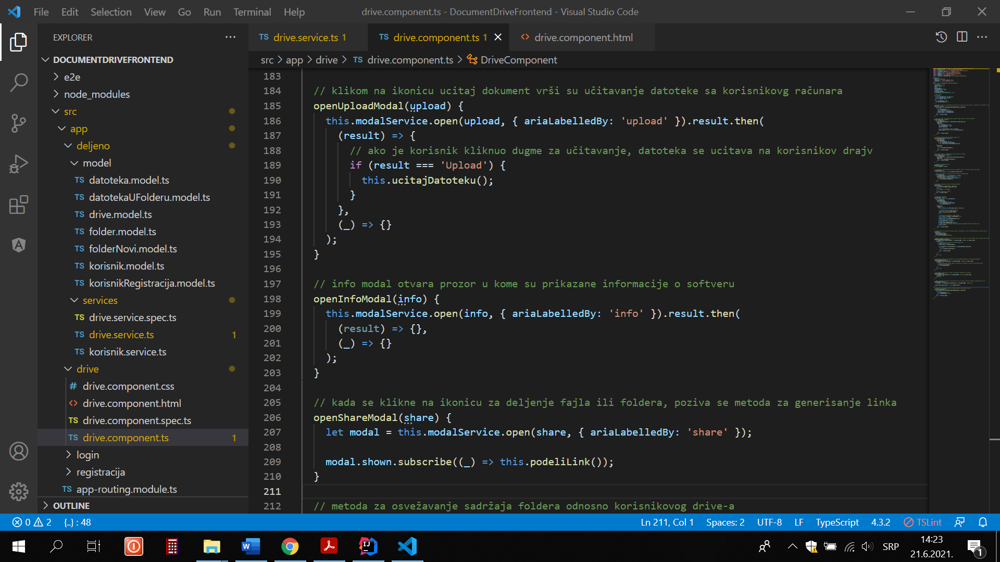 File Edit Selection View Go Run Terminal Help
drive.component.ts - DocumentDriveFrontend - Visual Studio Code
EXPLORER
DOCUMENTDRIVEFRONTEND
e2e
node_modules
src
app
deljeno
model
TS datoteka.model.ts
TS datotekaUFolderu.model.ts
TS drive.model.ts
TS folder.model.ts
TS folderNovi.model.ts
TS korisnik.model.ts
TS korisnikRegistracija.model.ts
services
TS drive.service.spec.ts
TS drive.service.ts 1
TS korisnik.service.ts
drive
# drive.component.css
<> drive.component.html
TS drive.component.spec.ts
TS drive.component.ts 1
login
registracija
TS app-routing.module.ts
OUTLINE
TS drive.service.ts 1
TS drive.component.ts 1
<> drive.component.html
src > app > drive > TS drive.component.ts > DriveComponent
183
184 // klikom na ikonicu ucitaj dokument vrši su učitavanje datoteke sa korisnikovg računara
185 openUploadModal(upload) {
186 this.modalService.open(upload, { ariaLabelledBy: 'upload' }).result.then(
187 (result) => {
188 // ako je korisnik kliknuo dugme za učitavanje, datoteka se ucitava na korisnikov drajv
189 if (result === 'Upload') {
190 this.ucitajDatoteku();
191 }
192 },
193 (_) => {}
194 );
195 }
196
197 // info modal otvara prozor u kome su prikazane informacije o softveru
198 openInfoModal(info) {
199 this.modalService.open(info, { ariaLabelledBy: 'info' }).result.then(
200 (result) => {},
201 (_) => {}
202 );
203 }
204
205 // kada se klikne na ikonicu za deljenje fajla ili foldera, poziva se metoda za generisanje linka
206 openShareModal(share) {
207 let modal = this.modalService.open(share, { ariaLabelledBy: 'share' });
208
209 modal.shown.subscribe((_) => this.podeliLink());
210 }
211
212 // metoda za osvežavanje sadržaja foldera odnosno korisnikovog drive-a
0 2 {..} : 48
Ln 211, Col 1 Spaces: 2 UTF-8 LF TypeScript 4.3.2 TSLint
SRP
14:23
21.6.2021.
1